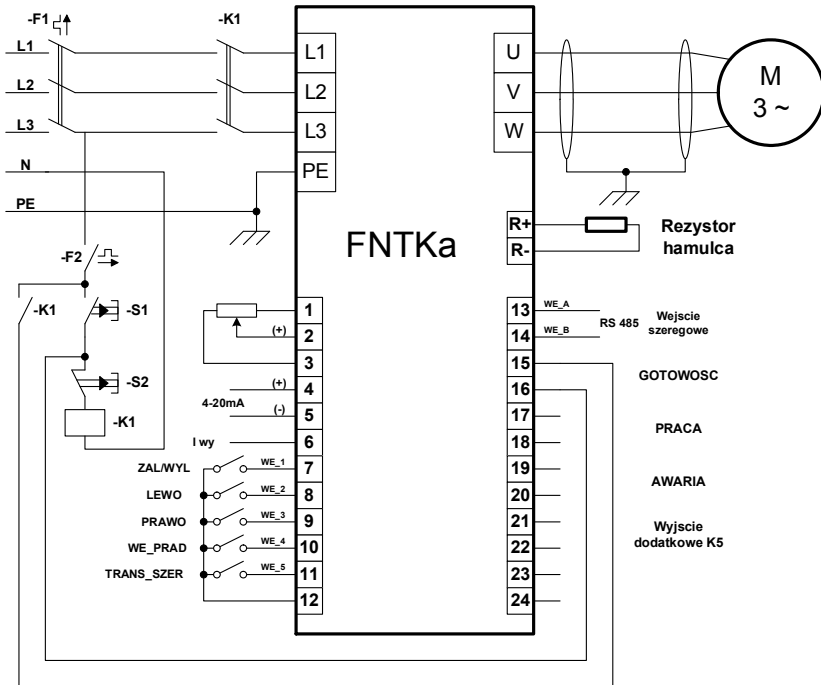 -F1
-K1
L1
L2
L3
N
PE
L1
L2
L3
PE
FNTKa
U
V
W
M
3 ~
R+
R-
Rezystor
hamulca
-F2
-K1
-S1
-S2
-K1
1
(+) 2
3
4-20mA
(+) 4
(-) 5
I wy 6
ZAL/WYL WE_1 7
LEWO WE_2 8
PRAWO WE_3 9
WE_PRAD WE_4 10
TRANS_SZER WE_5 11
12
13 WE_A
14 WE_B
RS 485
Wejscie
szeregowe
15
GOTOWOSC
16
17
PRACA
18
19
AWARIA
20
21
Wyjscie
dodatkowe K5
22
23
24